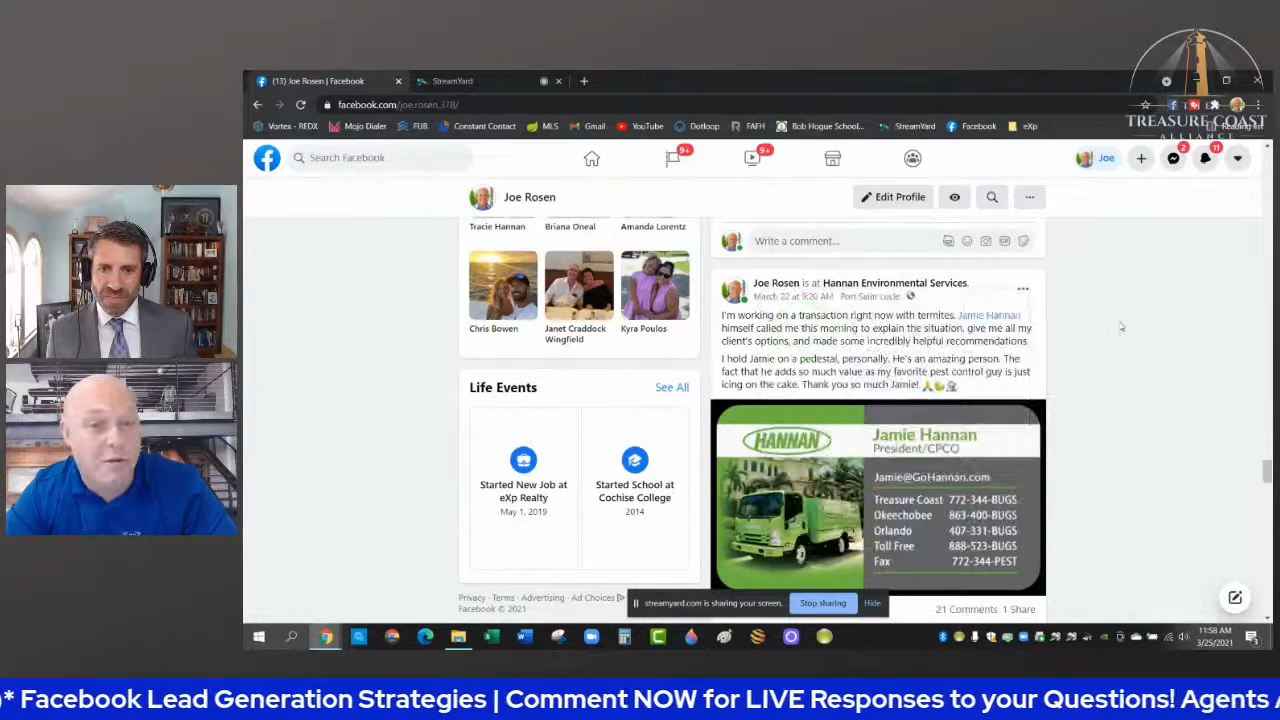 TREASURE COAST
ALLIANCE
(13) Joe Rosen | Facebook
StreamYard
facebook.com/joe.rosen.378/
Vortex - REDX
Mojo Dialer
FUB
Constant Contact
MLS
Gmail
YouTube
Dotloop
FAFH
Bob Hogue School...
StreamYard
Facebook
eXp
Search Facebook
9+
9+
Joe
2
11
Joe Rosen
Edit Profile
Tracie Hannan
Briana Oneal
Amanda Lorentz
Chris Bowen
Janet Craddock
Wingfield
Kyra Poulos
Life Events
See All
Started New Job at
eXp Realty
May 1, 2019
Started School at
Cochise College
2014
Privacy · Terms · Advertising · Ad Choices
Facebook © 2021
Write a comment...
Joe Rosen is at Hannan Environmental Services.
March 22 at 9:20 AM · Port Saint Lucie
I'm working on a transaction right now with termites. Jamie Hannan
himself called me this morning to explain the situation, give me all my
client's options, and made some incredibly helpful recommendations.
I hold Jamie on a pedestal, personally. He's an amazing person. The
fact that he adds so much value as my favorite pest control guy is just
icing on the cake. Thank you so much Jamie!
HANNAN
Jamie Hannan
President/CPCO
Jamie@GoHannan.com
Treasure Coast 772-344-BUGS
Okeechobee 863-400-BUGS
Orlando 407-331-BUGS
Toll Free 888-523-BUGS
Fax 772-344-PEST
21 Comments 1 Share
streamyard.com is sharing your screen.
Stop sharing
Hide
11:58 AM
3/25/2021
)* Facebook Lead Generation Strategies | Comment NOW for LIVE Responses to your Questions! Agents